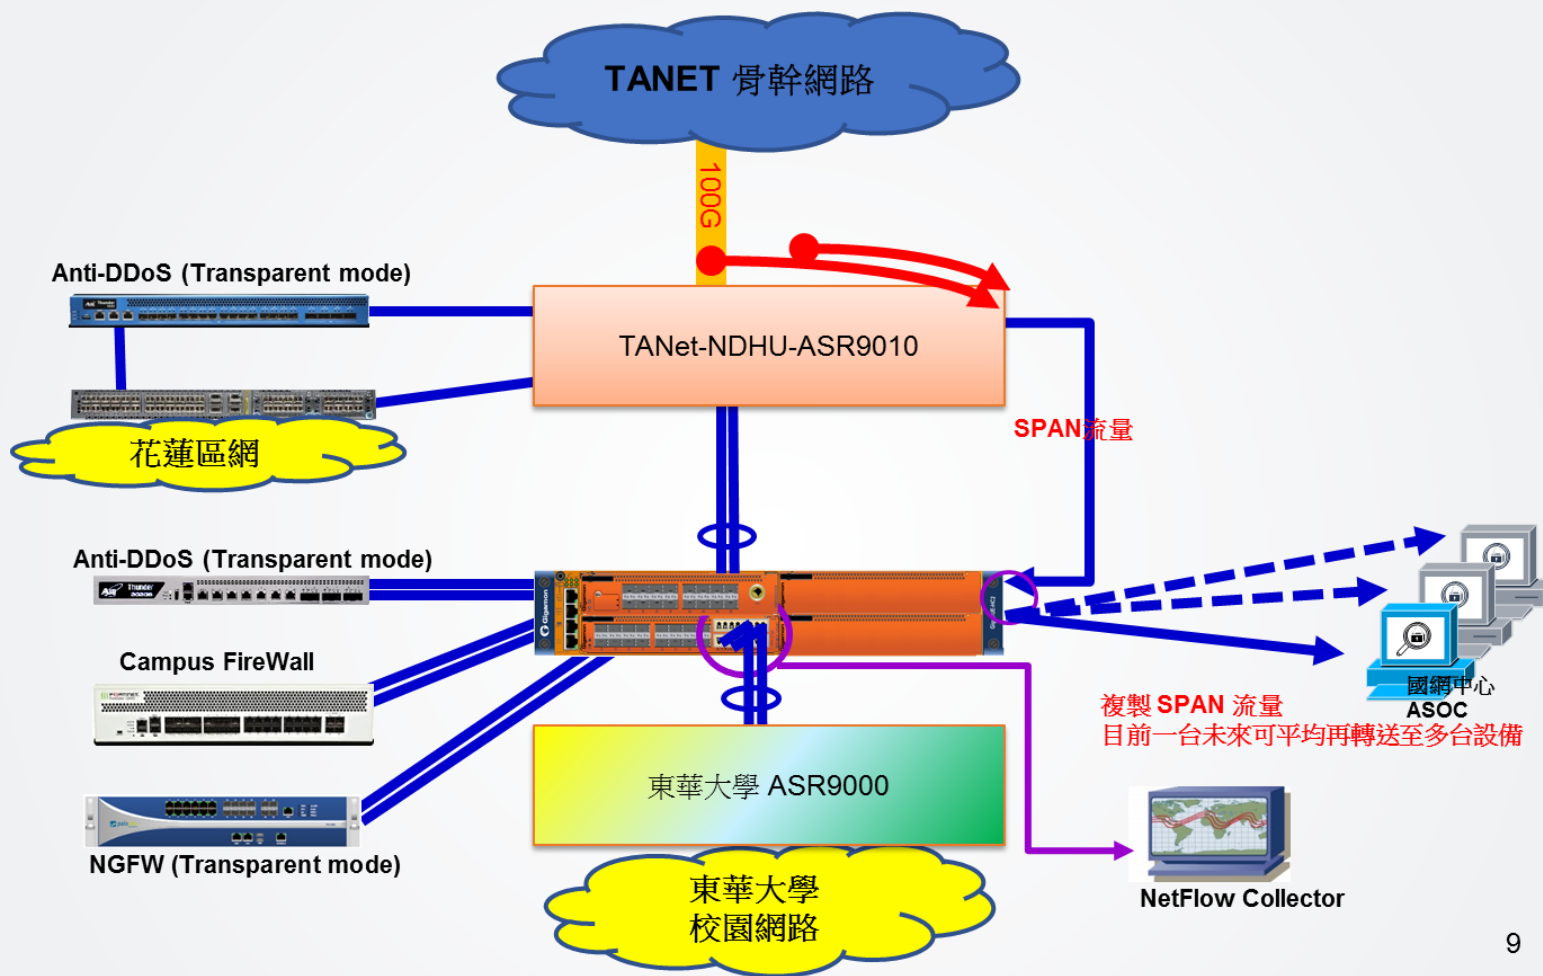 TANET 骨幹網路
100G
Anti-DDoS (Transparent mode)
TANet-NDHU-ASR9010
SPAN流量
花蓮區網
Anti-DDoS (Transparent mode)
Thunder
Gigamon
Campus FireWall
FORTINET
國網中心
ASOC
複製 SPAN 流量
目前一台未來可平均再轉送至多台設備
東華大學 ASR9000
NGFW (Transparent mode)
東華大學
校園網路
NetFlow Collector
9